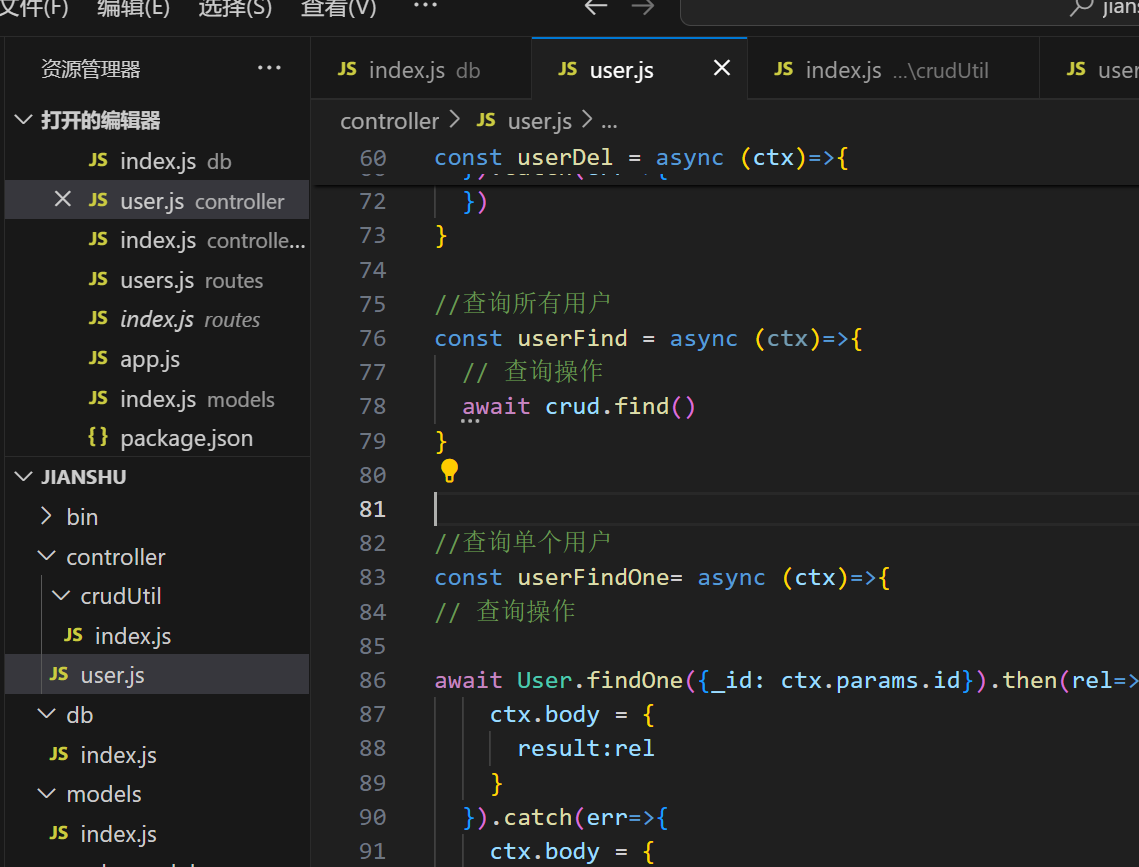 文件(F) 编辑(E) 选择(S) 查看(V) ··· jians
资源管理器 ···
打开的编辑器
JS index.js db
JS user.js controller
JS index.js controlle...
JS users.js routes
JS index.js routes
JS app.js
JS index.js models
{} package.json
JIANSHU
bin
controller
crudUtil
JS index.js
JS user.js
db
JS index.js
models
JS index.js
JS index.js db
JS user.js
JS index.js ...\crudUtil
JS user
controller > JS user.js > ...
60 const userDel = async (ctx)=>{
72 })
73 }
74
75 //查询所有用户
76 const userFind = async (ctx)=>{
77 // 查询操作
78 await crud.find()
79 }
80
81
82 //查询单个用户
83 const userFindOne= async (ctx)=>{
84 // 查询操作
85
86 await User.findOne({_id: ctx.params.id}).then(rel=>
87 ctx.body = {
88 result:rel
89 }
90 }).catch(err=>{
91 ctx.body = {